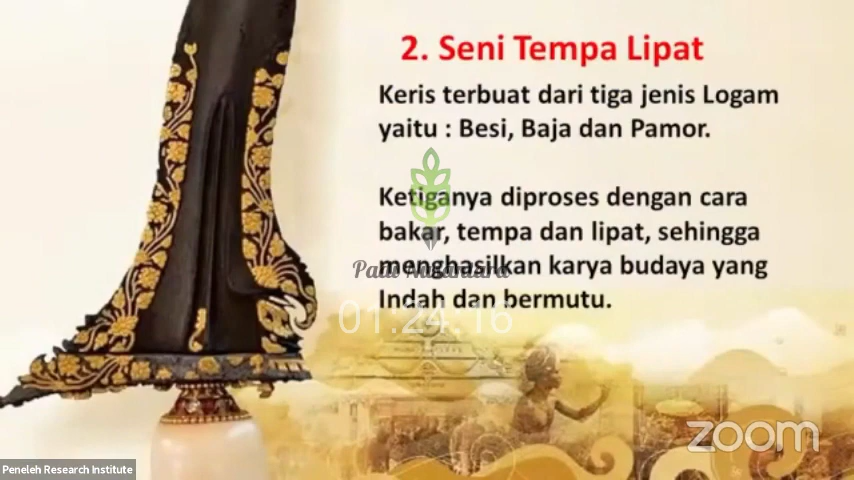 2. Seni Tempa Lipat
Keris terbuat dari tiga jenis Logam
yaitu : Besi, Baja dan Pamor.
Ketiganya diproses dengan cara
bakar, tempa dan lipat, sehingga
menghasilkan karya budaya yang
Indah dan bermutu.
01:24:16
zoom
Peneleh Research Institute